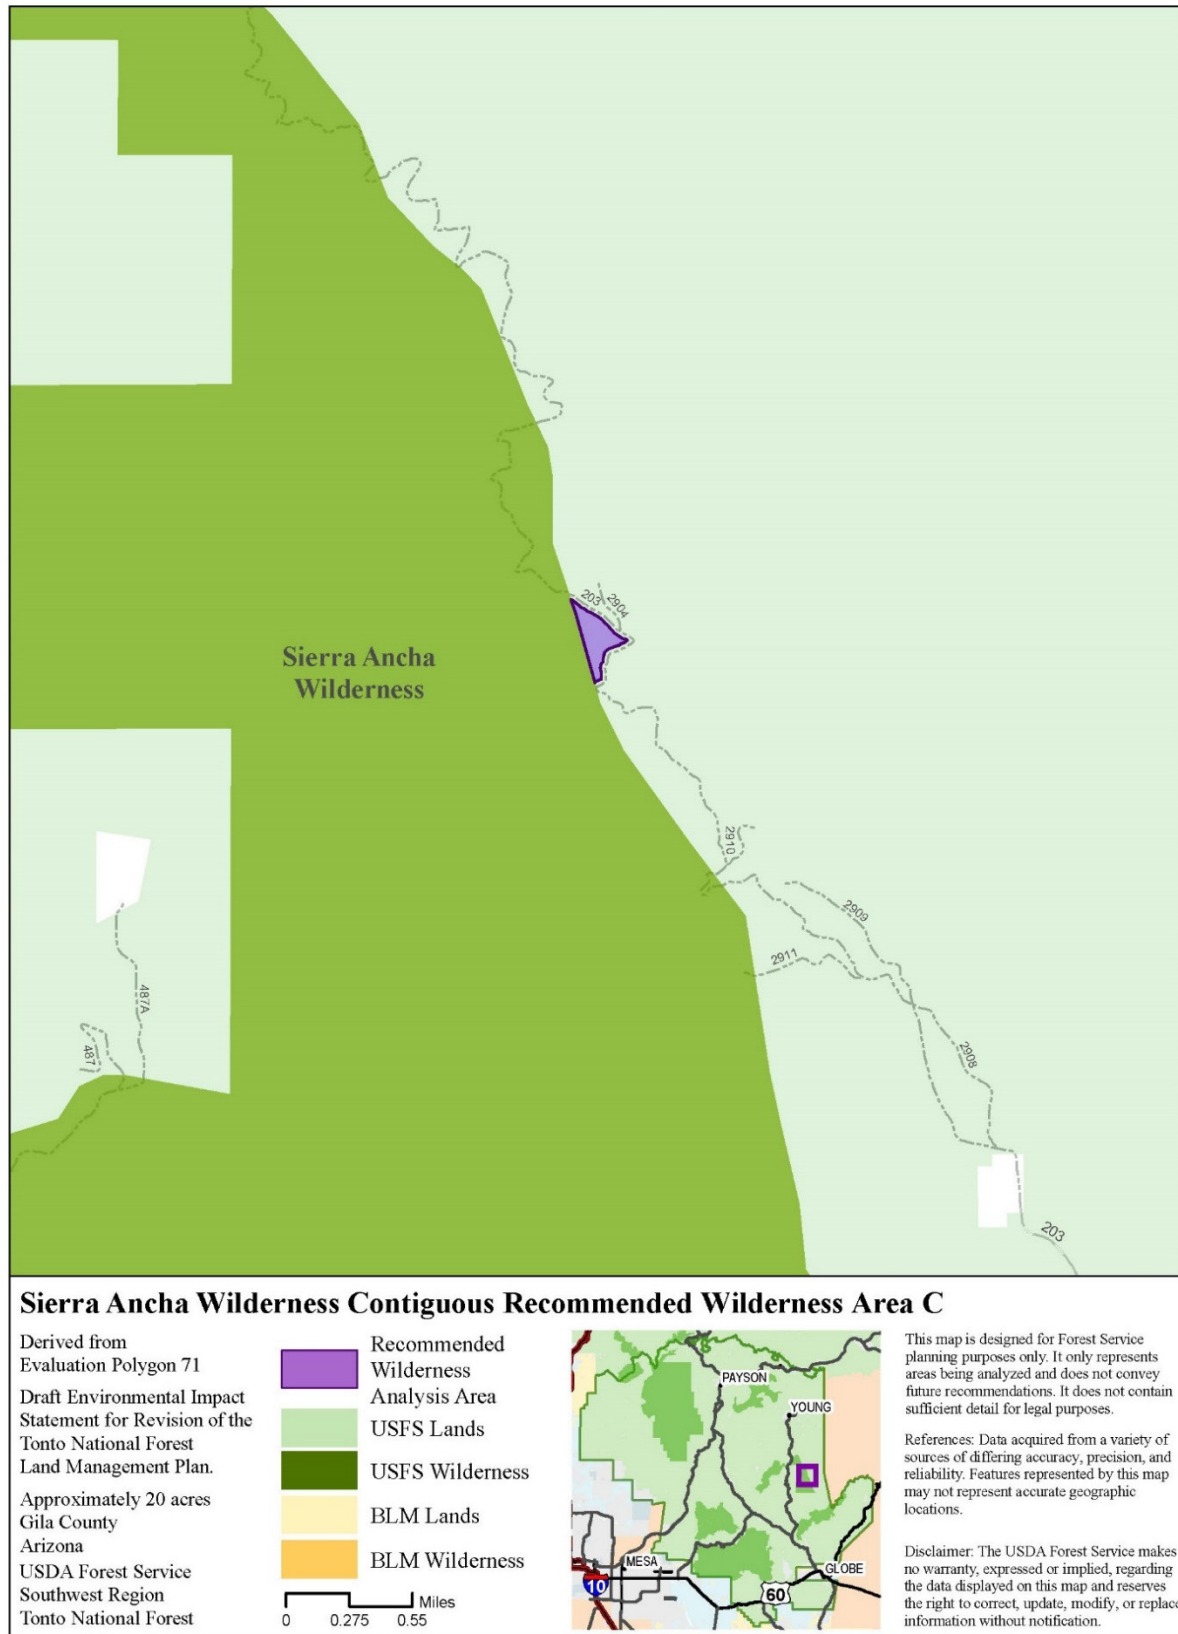 203
2904
Sierra Ancha
Wilderness
2910
2909
2911
487A
487
2908
203
Sierra Ancha Wilderness Contiguous Recommended Wilderness Area C
Derived from
Evaluation Polygon 71
Draft Environmental Impact
Statement for Revision of the
Tonto National Forest
Land Management Plan.
Approximately 20 acres
Gila County
Arizona
USDA Forest Service
Southwest Region
Tonto National Forest
Recommended
Wilderness
Analysis Area
USFS Lands
USFS Wilderness
BLM Lands
BLM Wilderness
Miles
0 0.275 0.55
PAYSON
YOUNG
MESA
GLOBE
10
60
This map is designed for Forest Service
planning purposes only. It only represents
areas being analyzed and does not convey
future recommendations. It does not contain
sufficient detail for legal purposes.
References: Data acquired from a variety of
sources of differing accuracy, precision, and
reliability. Features represented by this map
may not represent accurate geographic
locations.
Disclaimer: The USDA Forest Service makes
no warranty, expressed or implied, regarding
the data displayed on this map and reserves
the right to correct, update, modify, or replace
information without notification.